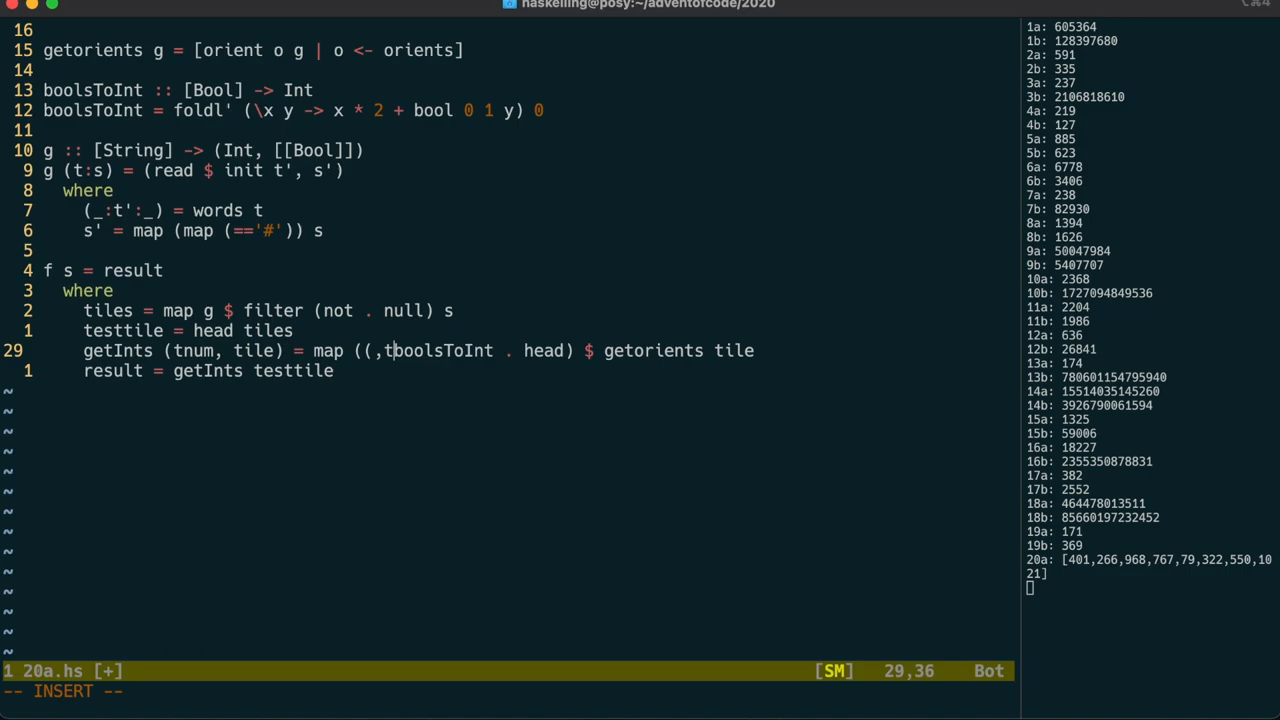 haskelling@posy:~/adventofcode/2020
⌥⌘4
16
15 getorients g = [orient o g | o <- orients]
14
13 boolsToInt :: [Bool] -> Int
12 boolsToInt = foldl' (\x y -> x * 2 + bool 0 1 y) 0
11
10 g :: [String] -> (Int, [[Bool]])
9 g (t:s) = (read $ init t', s')
8 where
7 (_:t':_) = words t
6 s' = map (map (=='#')) s
5
4 f s = result
3 where
2 tiles = map g $ filter (not . null) s
1 testtile = head tiles
29 getInts (tnum, tile) = map ((,tboolsToInt . head) $ getorients tile
1 result = getInts testtile
~
~
~
~
~
~
~
~
~
~
~
~
~
~
1 20a.hs [+] [SM] 29,36 Bot
-- INSERT --
1a: 605364
1b: 128397680
2a: 591
2b: 335
3a: 237
3b: 2106818610
4a: 219
4b: 127
5a: 885
5b: 623
6a: 6778
6b: 3406
7a: 238
7b: 82930
8a: 1394
8b: 1626
9a: 50047984
9b: 5407707
10a: 2368
10b: 1727094849536
11a: 2204
11b: 1986
12a: 636
12b: 26841
13a: 174
13b: 780601154795940
14a: 15514035145260
14b: 3926790061594
15a: 1325
15b: 59006
16a: 18227
16b: 2355350878831
17a: 382
17b: 2552
18a: 464478013511
18b: 85660197232452
19a: 171
19b: 369
20a: [401,266,968,767,79,322,550,10
21]